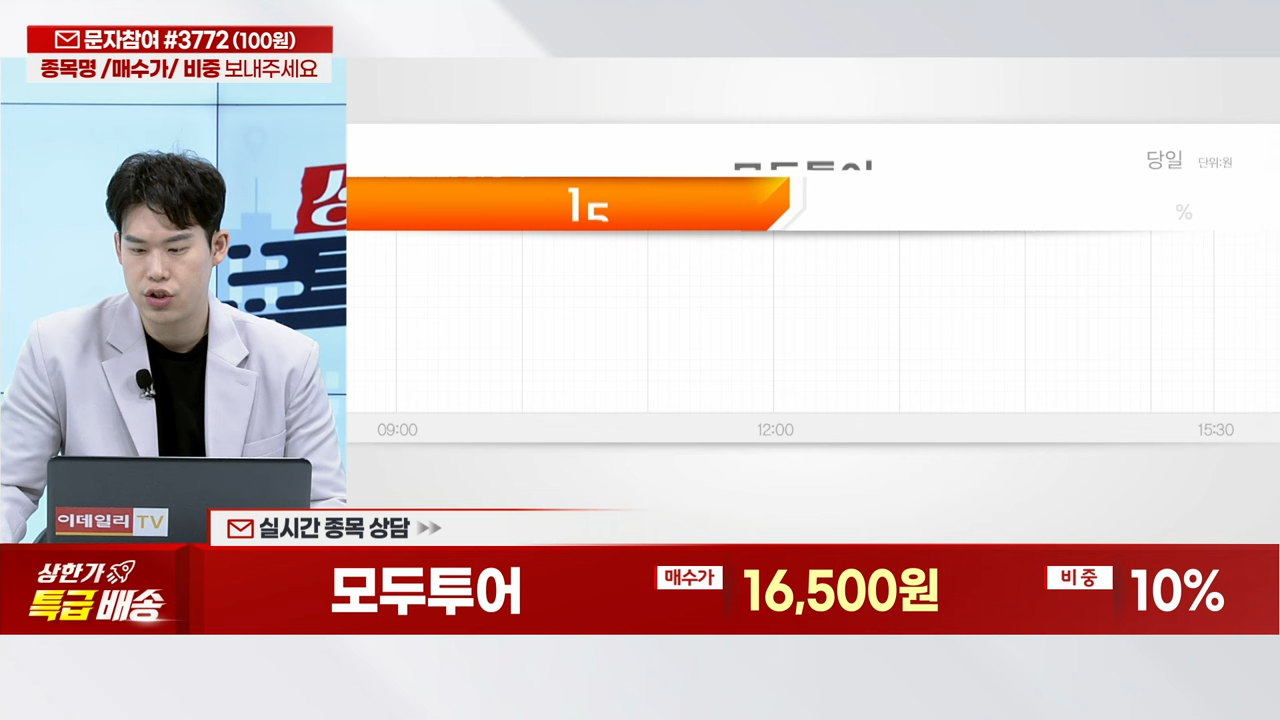 문자참여 #3772 (100원)
종목명 /매수가/ 비중 보내주세요
당일 단위:원
%
09:00 12:00 15:30
이데일리 TV
실시간 종목 상담
상한가
특급 배송
모두투어
매수가
16,500원
비중
10%